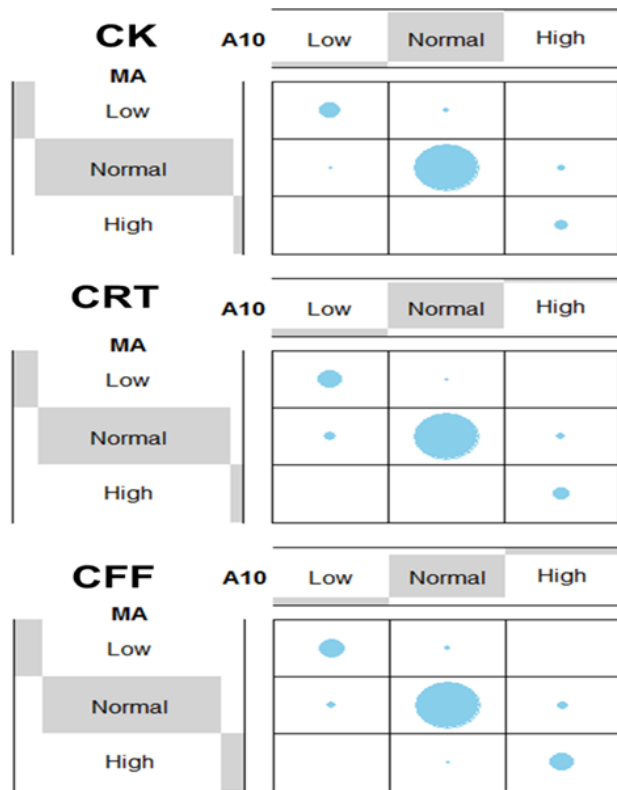 CK A10 Low Normal High
MA
Low
Normal
High
CRT A10 Low Normal High
MA
Low
Normal
High
CFF A10 Low Normal High
MA
Low
Normal
High